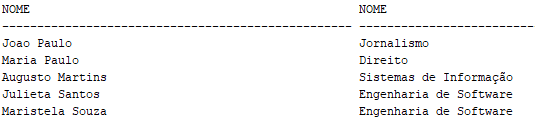 NOME NOME
-------------------------------------------------- -------------------------
Joao Paulo Jornalismo
Maria Paulo Direito
Augusto Martins Sistemas de Informação
Julieta Santos Engenharia de Software
Maristela Souza Engenharia de Software